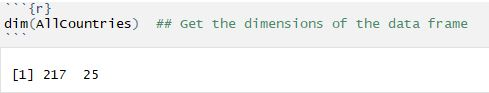 ```{r}
dim(AllCountries)  ## Get the dimensions of the data frame
```
[1] 217  25